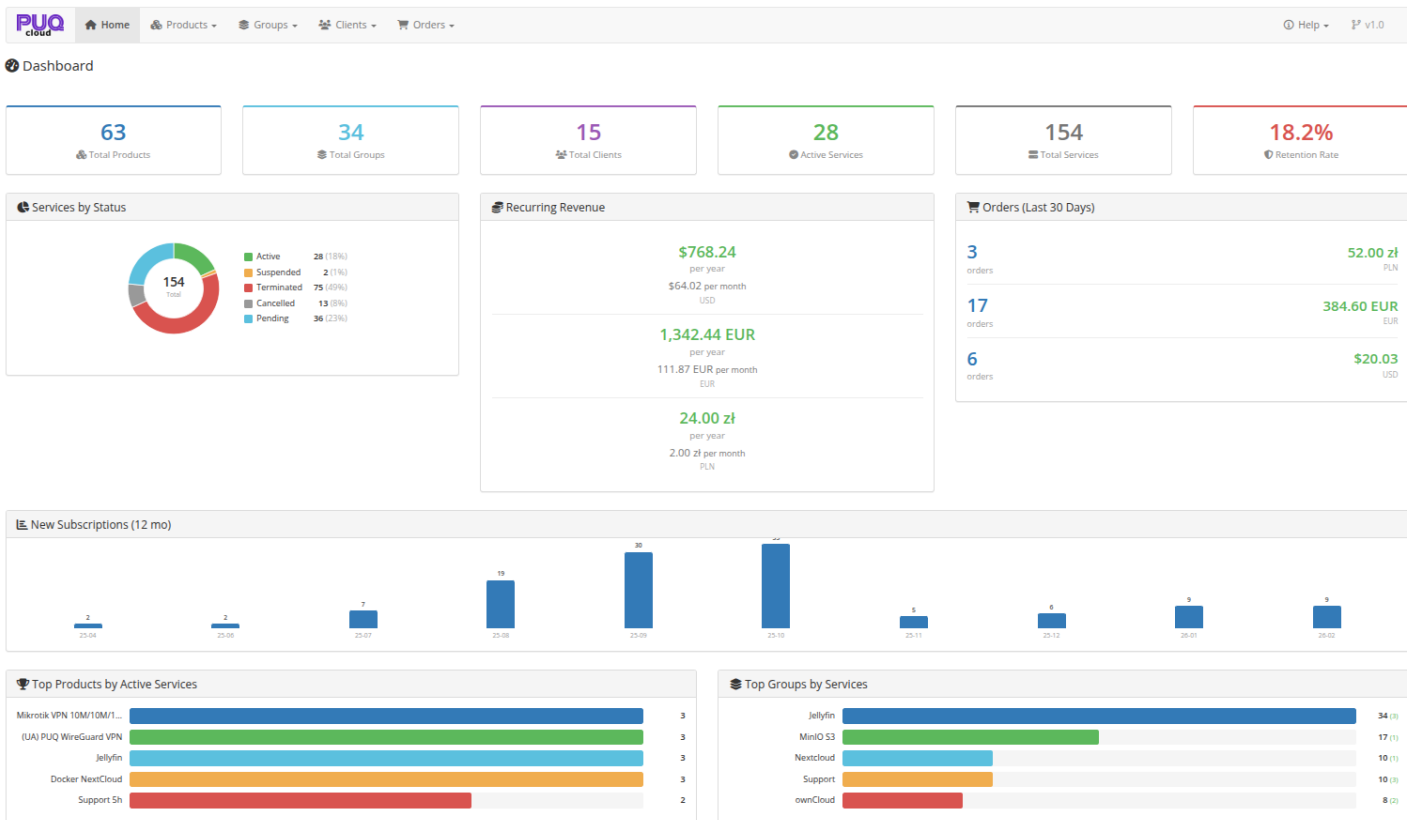 PUQ cloud Home Products Groups Clients Orders Help v1.0
Dashboard
63 34 15 28 154 18.2%
Total Products Total Groups Total Clients Active Services Total Services Retention Rate
Services by Status
154
Total
Active 28 (18%)
Suspended 2 (1%)
Terminated 75 (49%)
Cancelled 13 (8%)
Pending 36 (23%)
Recurring Revenue
$768.24
per year
$64.02 per month
USD
1,342.44 EUR
per year
111.87 EUR per month
EUR
24.00 zł
per year
2.00 zł per month
PLN
Orders (Last 30 Days)
3 52.00 zł
orders PLN
17 384.60 EUR
orders EUR
6 $20.03
orders USD
New Subscriptions (12 mo)
2 2 7 19 30 5 6 9 9
25-04 25-06 25-07 25-08 25-09 25-10 25-11 25-12 26-01 26-02
Top Products by Active Services
Mikrotik VPN 10M/10M/1... 3
(UA) PUQ WireGuard VPN 3
Jellyfin 3
Docker NextCloud 3
Support 5h 2
Top Groups by Services
Jellyfin 34 (3)
MinIO S3 17 (1)
Nextcloud 10 (1)
Support 10 (3)
ownCloud 8 (2)